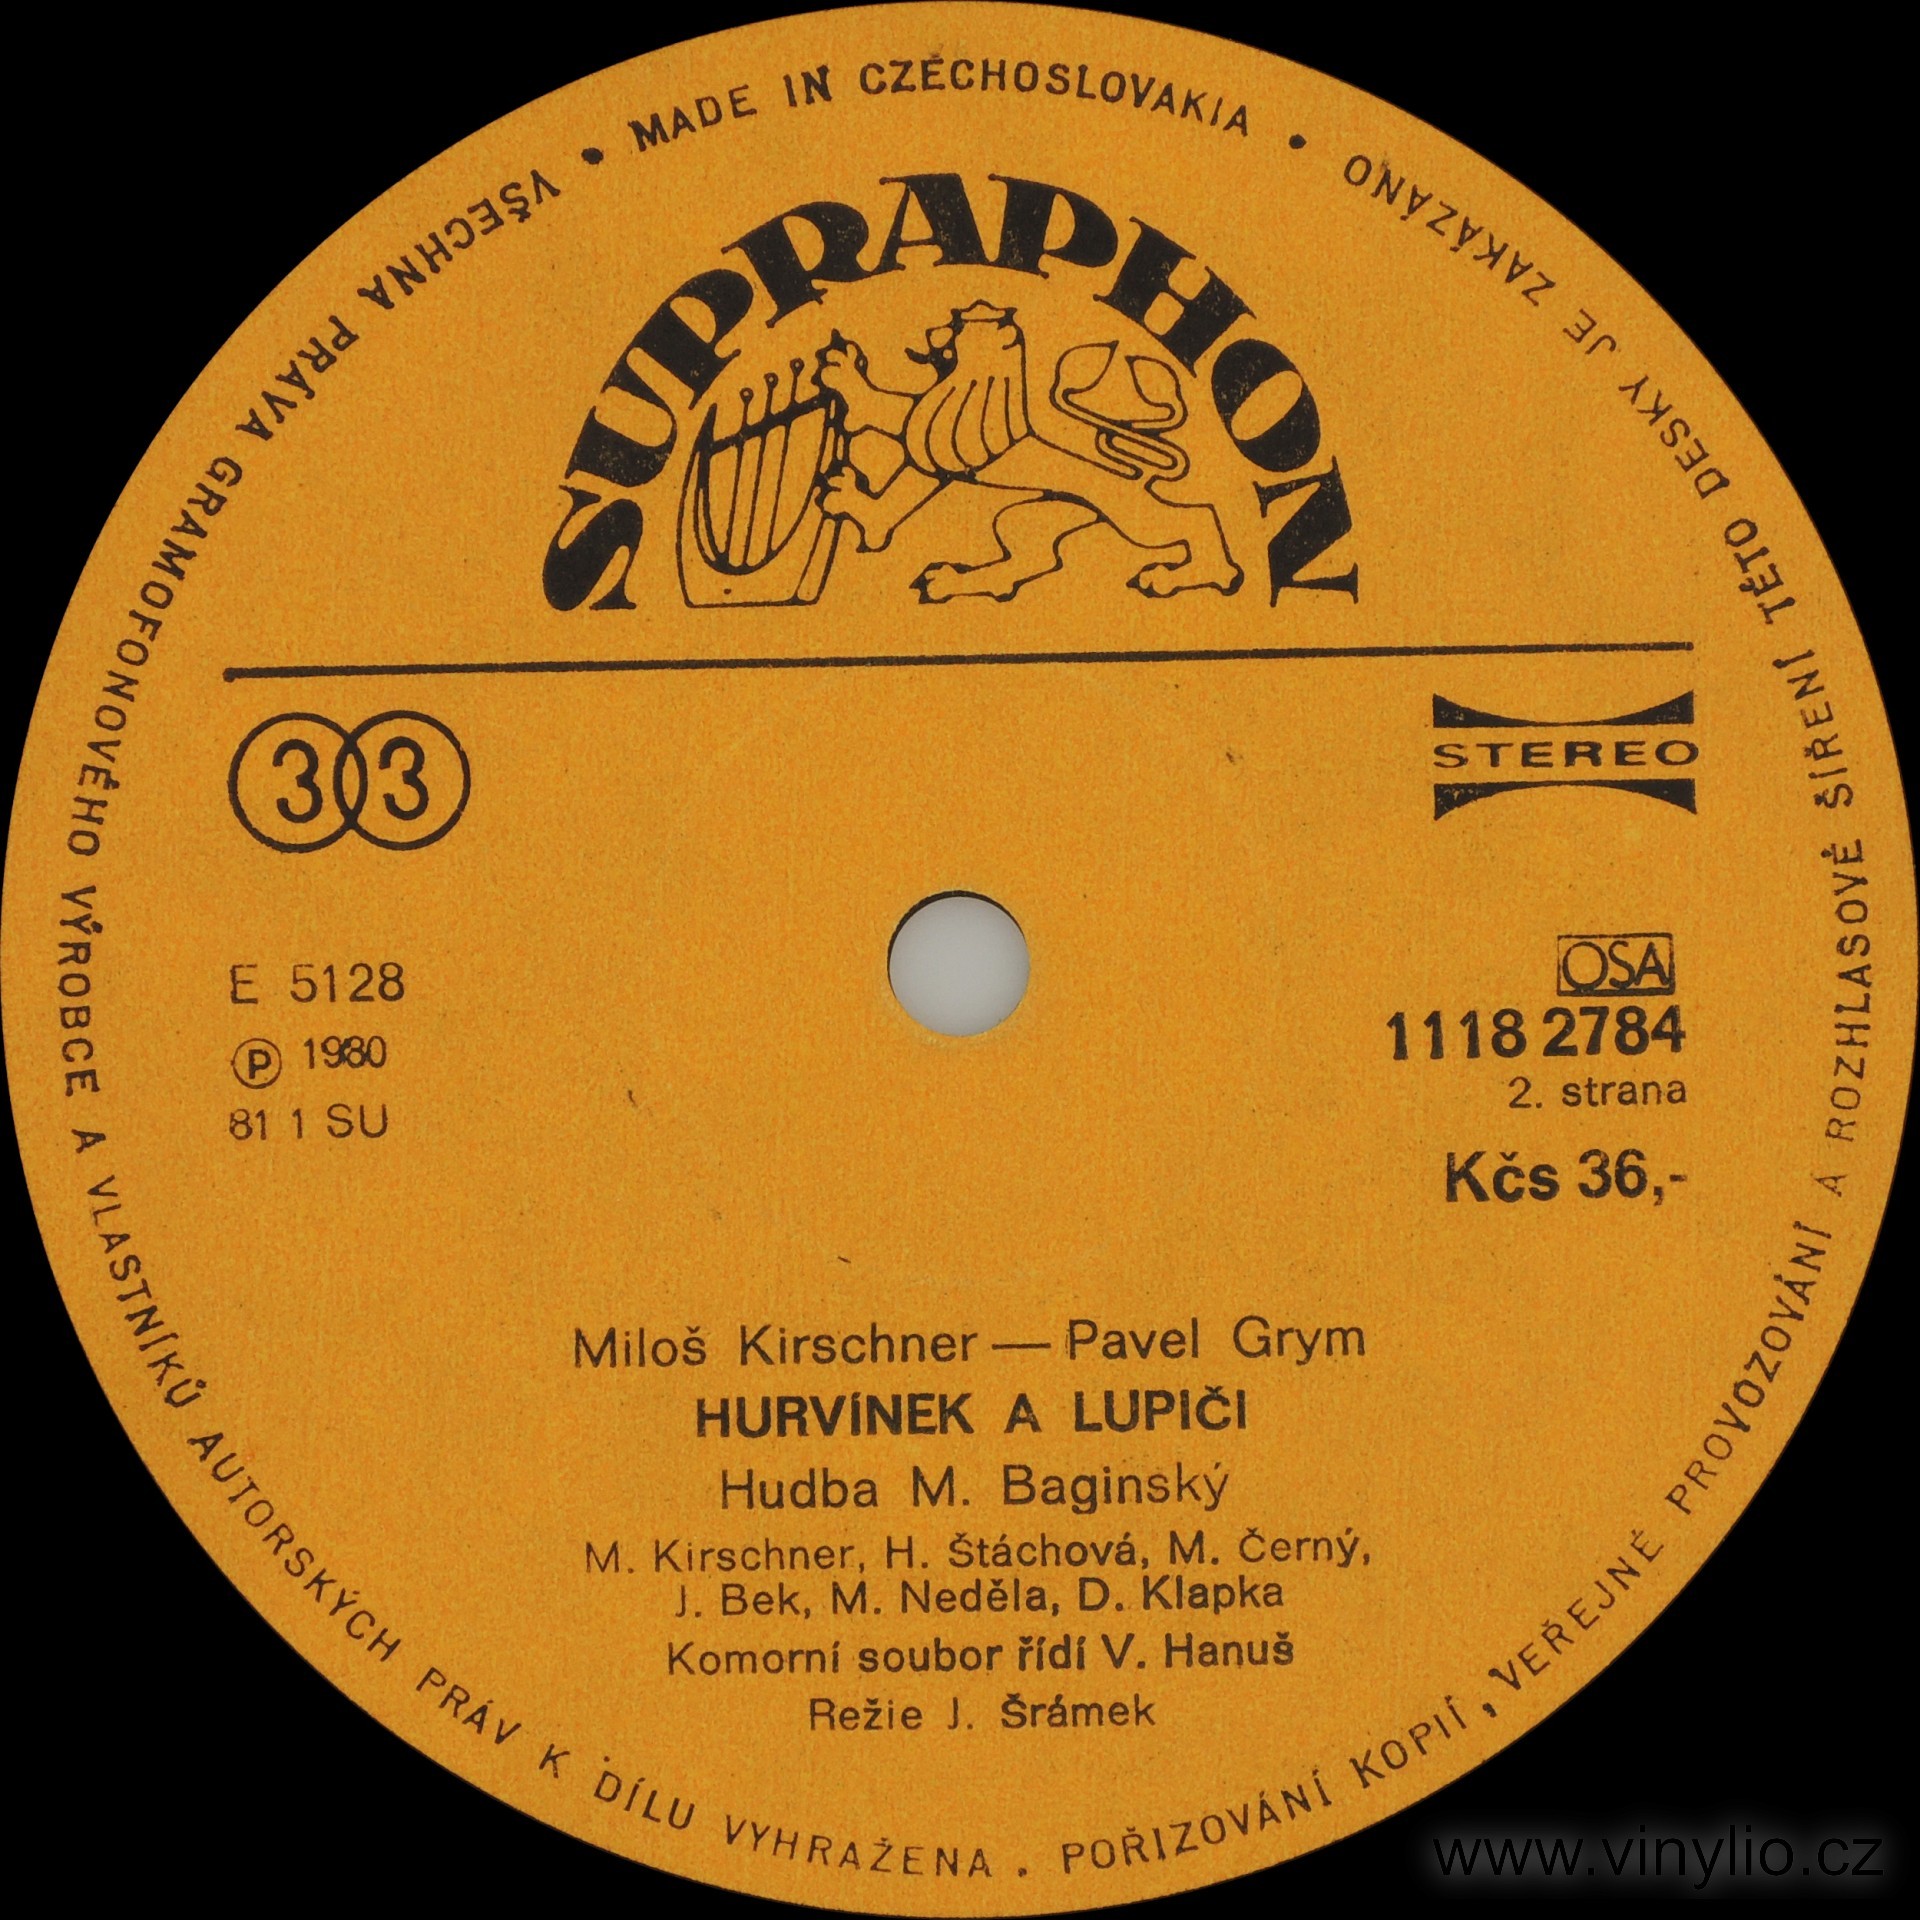 MADE IN CZECHOSLOVAKIA •
VŠECHNA PRÁVA GRAMOFONOVÉHO VÝROBCE A VLASTNÍKŮ AUTORSKÝCH PRÁV K DÍLU VYHRAŽENA . POŘIZOVÁNÍ KOPIÍ, VEŘEJNÉ PROVOZOVÁNÍ A ROZHLASOVÉ ŠÍŘENÍ TÉTO DESKY JE ZAKÁZÁNO •
SUPRAPHON
33
STEREO
E 5128
Ⓟ 1980
81 1 SU
OSA
1118 2784
2. strana
Kčs 36,-
Miloš Kirschner — Pavel Grym
HURVÍNEK A LUPIČI
Hudba M. Baginský
M. Kirschner, H. Štáchová, M. Černý,
J. Bek, M. Neděla, D. Klapka
Komorní soubor řídí V. Hanuš
Režie J. Šrámek
www.vinylio.cz